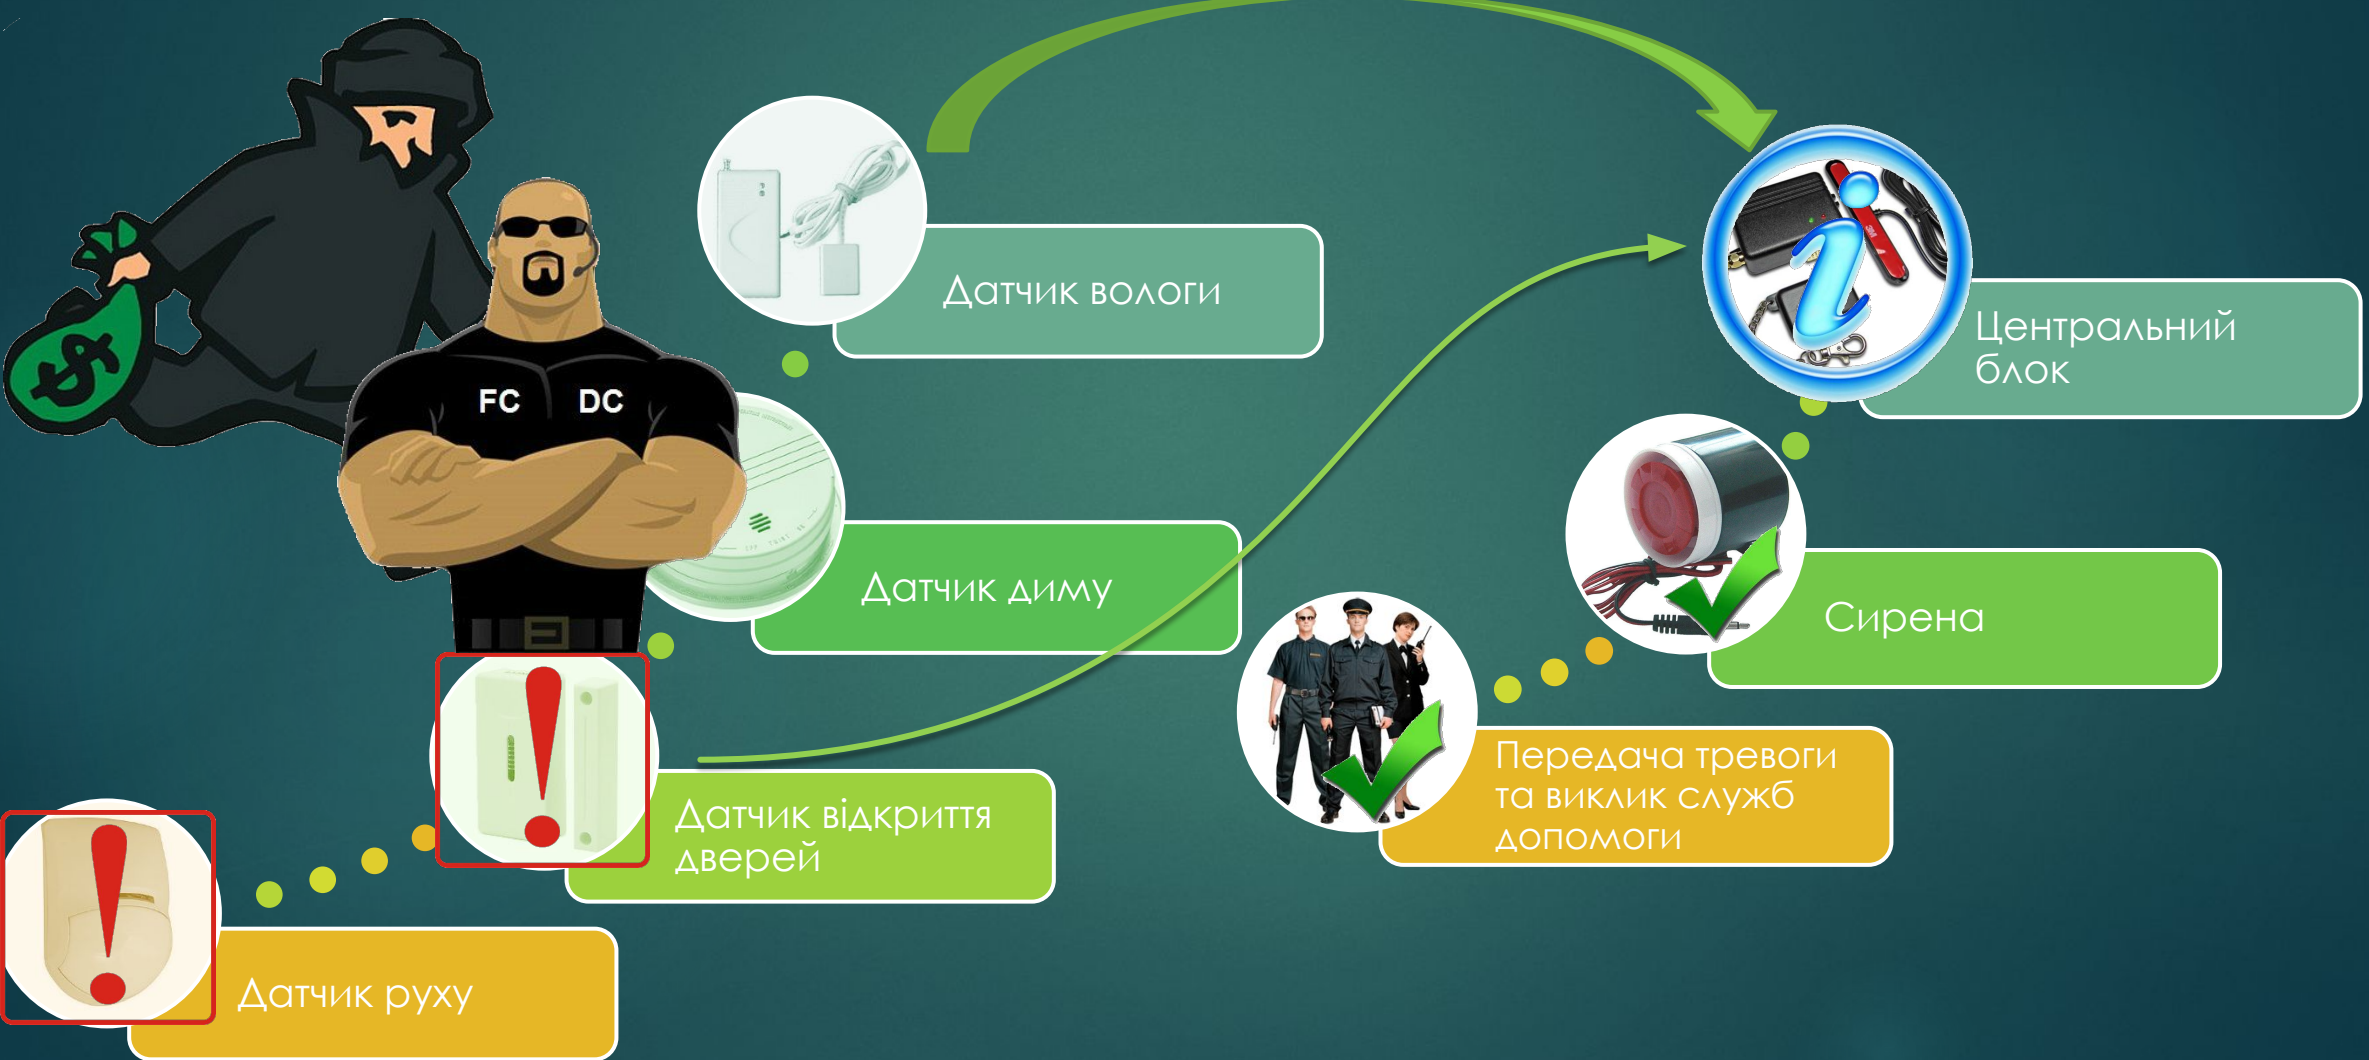 Датчик вологи
Центральний
блок
FC DC
Датчик диму
Сирена
Передача тревоги
та виклик служб
допомоги
Датчик відкриття
дверей
Датчик руху